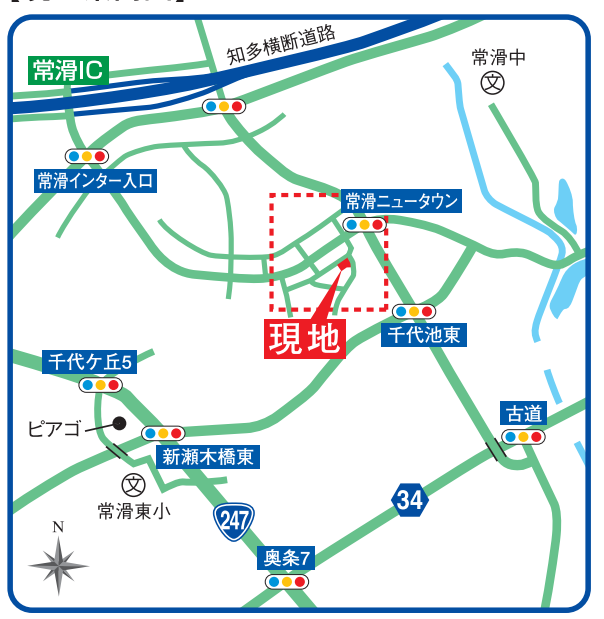 知多横断道路
常滑中
文
常滑IC
常滑インター入口
常滑ニュータウン
現地
千代池東
千代ケ丘5
古道
ピアゴ
新瀬木橋東
文
常滑東小
34
247
N
奥条7